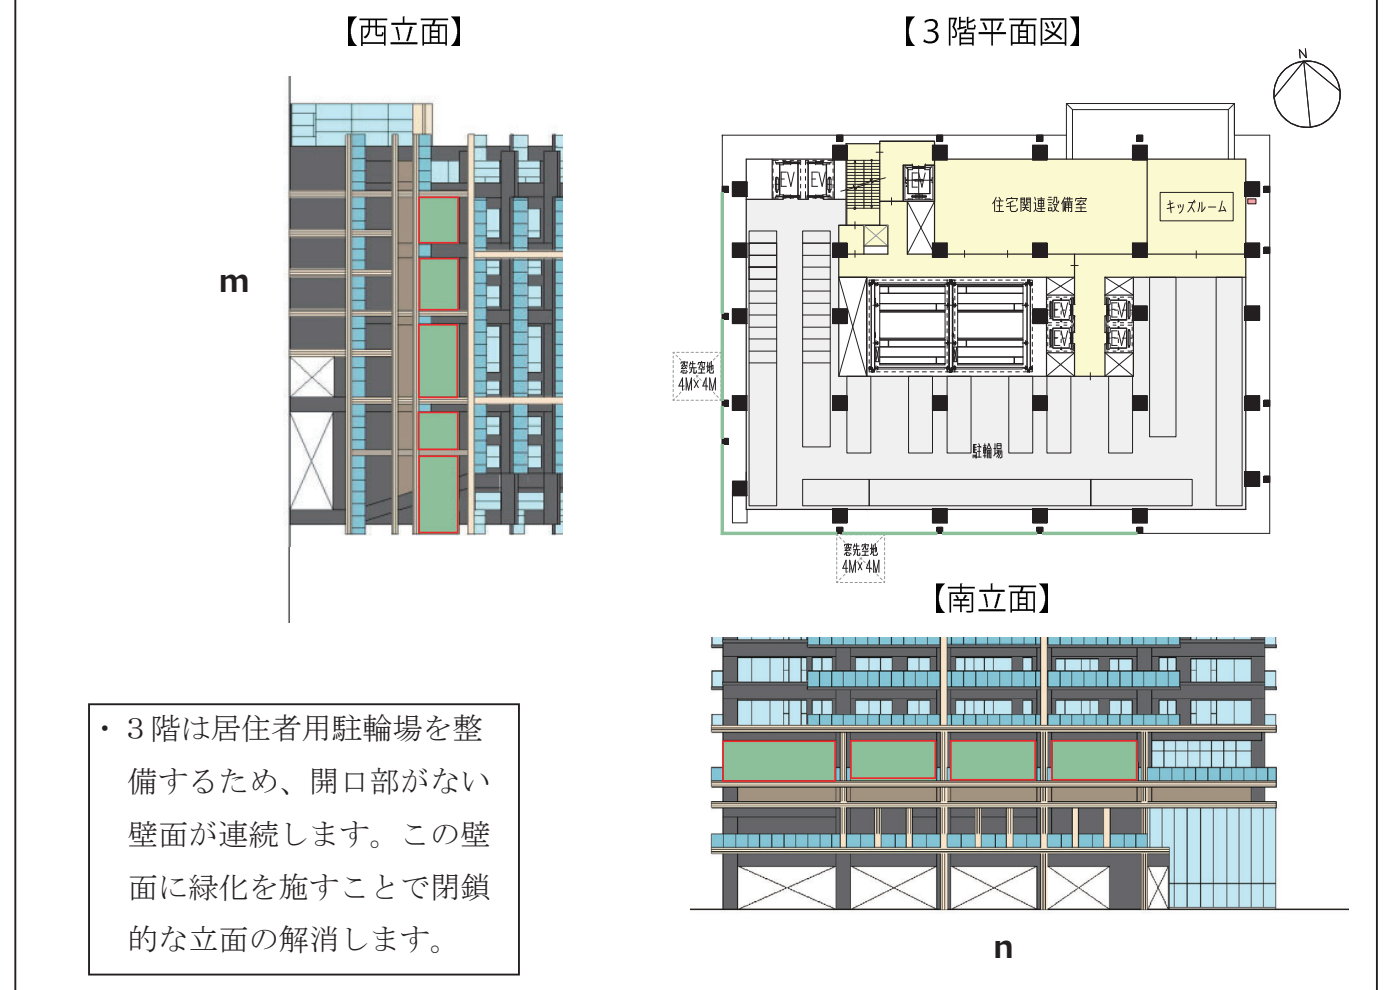 【西立面】
【３階平面図】
N
m
EV
EV
EV
住宅関連設備室
キッズルーム
EV
EV
EV
EV
窓先空地
4M×4M
駐輪場
窓先空地
4M×4M
【南立面】
・３階は居住者用駐輪場を整
備するため、開口部がない
壁面が連続します。この壁
面に緑化を施すことで閉鎖
的な立面の解消します。
n